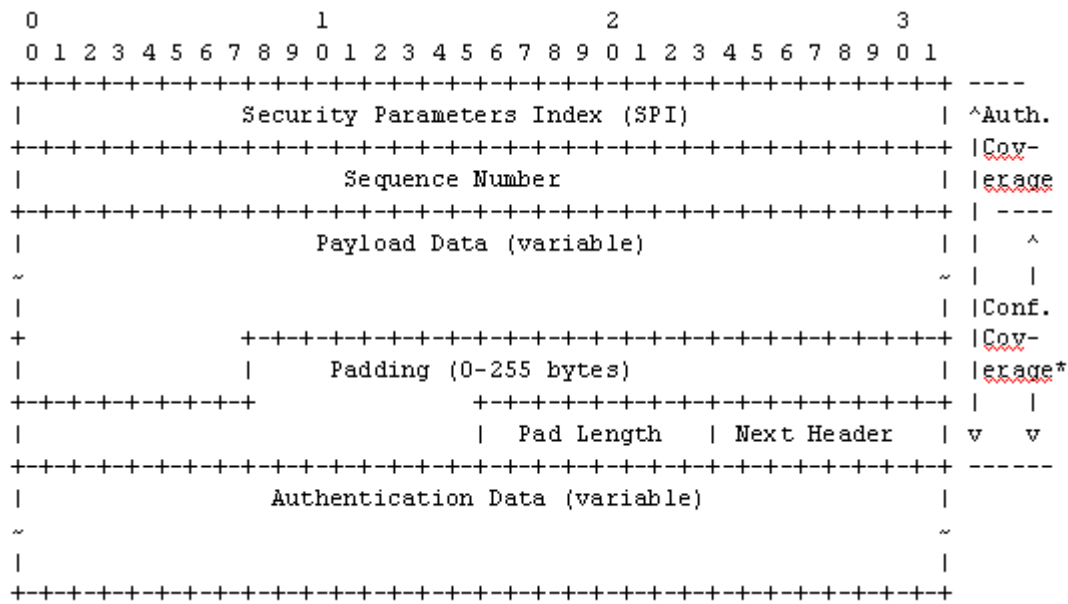 0                   1                   2                   3
 0 1 2 3 4 5 6 7 8 9 0 1 2 3 4 5 6 7 8 9 0 1 2 3 4 5 6 7 8 9 0 1
+-+-+-+-+-+-+-+-+-+-+-+-+-+-+-+-+-+-+-+-+-+-+-+-+-+-+-+-+-+-+-+-+ ----
|               Security Parameters Index (SPI)                 | ^Auth.
+-+-+-+-+-+-+-+-+-+-+-+-+-+-+-+-+-+-+-+-+-+-+-+-+-+-+-+-+-+-+-+-+ |Cov-
|                      Sequence Number                          | |erage
+-+-+-+-+-+-+-+-+-+-+-+-+-+-+-+-+-+-+-+-+-+-+-+-+-+-+-+-+-+-+-+-+ | ----
|                    Payload Data (variable)                    | |   ^
~                                                               ~ |   |
|                                                               | |Conf.
+               +-+-+-+-+-+-+-+-+-+-+-+-+-+-+-+-+-+-+-+-+-+-+-+-+ |Cov-
|               |     Padding (0-255 bytes)                     | |erage*
+-+-+-+-+-+-+-+-+               +-+-+-+-+-+-+-+-+-+-+-+-+-+-+-+-+ |   |
|                               |  Pad Length   | Next Header   | v   v
+-+-+-+-+-+-+-+-+-+-+-+-+-+-+-+-+-+-+-+-+-+-+-+-+-+-+-+-+-+-+-+-+ ------
|                 Authentication Data (variable)                |
~                                                               ~
|                                                               |
+-+-+-+-+-+-+-+-+-+-+-+-+-+-+-+-+-+-+-+-+-+-+-+-+-+-+-+-+-+-+-+-+